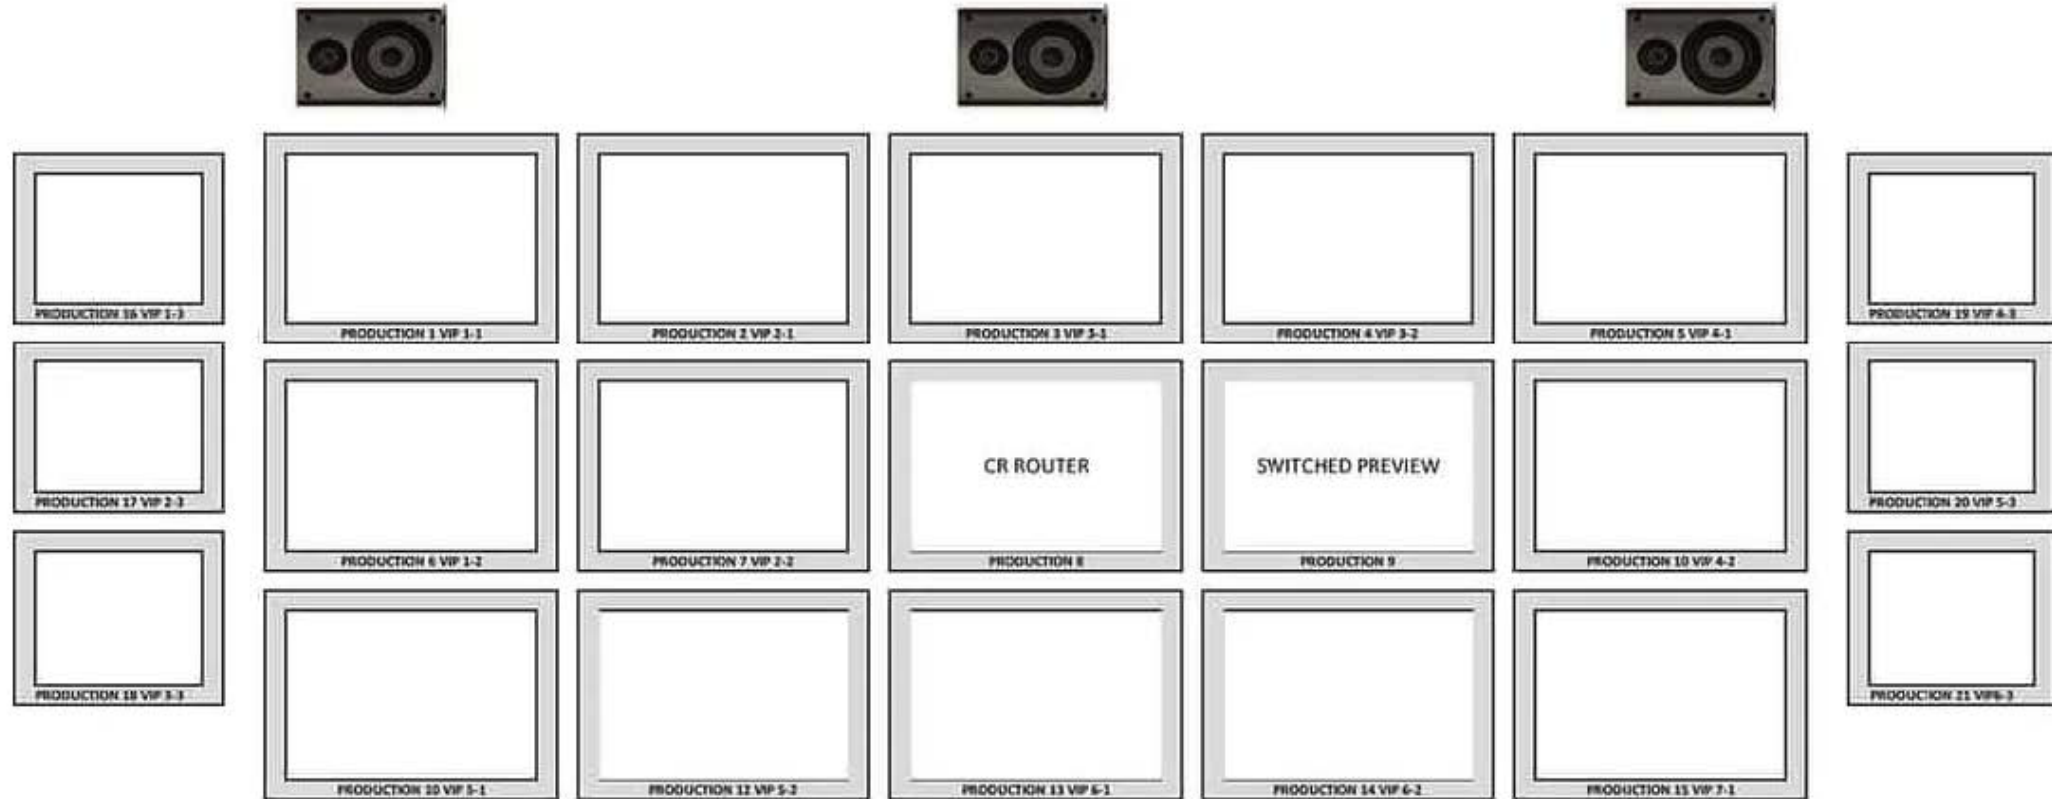 PRODUCTION 16 VIP 1-3
PRODUCTION 1 VIP 1-1
PRODUCTION 2 VIP 2-1
PRODUCTION 3 VIP 3-1
PRODUCTION 4 VIP 3-2
PRODUCTION 5 VIP 4-1
PRODUCTION 19 VIP 4-3
PRODUCTION 17 VIP 2-3
PRODUCTION 6 VIP 1-2
PRODUCTION 7 VIP 2-2
CR ROUTER
PRODUCTION 8
SWITCHED PREVIEW
PRODUCTION 9
PRODUCTION 10 VIP 4-2
PRODUCTION 20 VIP 5-3
PRODUCTION 18 VIP 3-3
PRODUCTION 10 VIP 5-1
PRODUCTION 12 VIP 5-2
PRODUCTION 13 VIP 6-1
PRODUCTION 14 VIP 6-2
PRODUCTION 15 VIP 7-1
PRODUCTION 21 VIP6-3